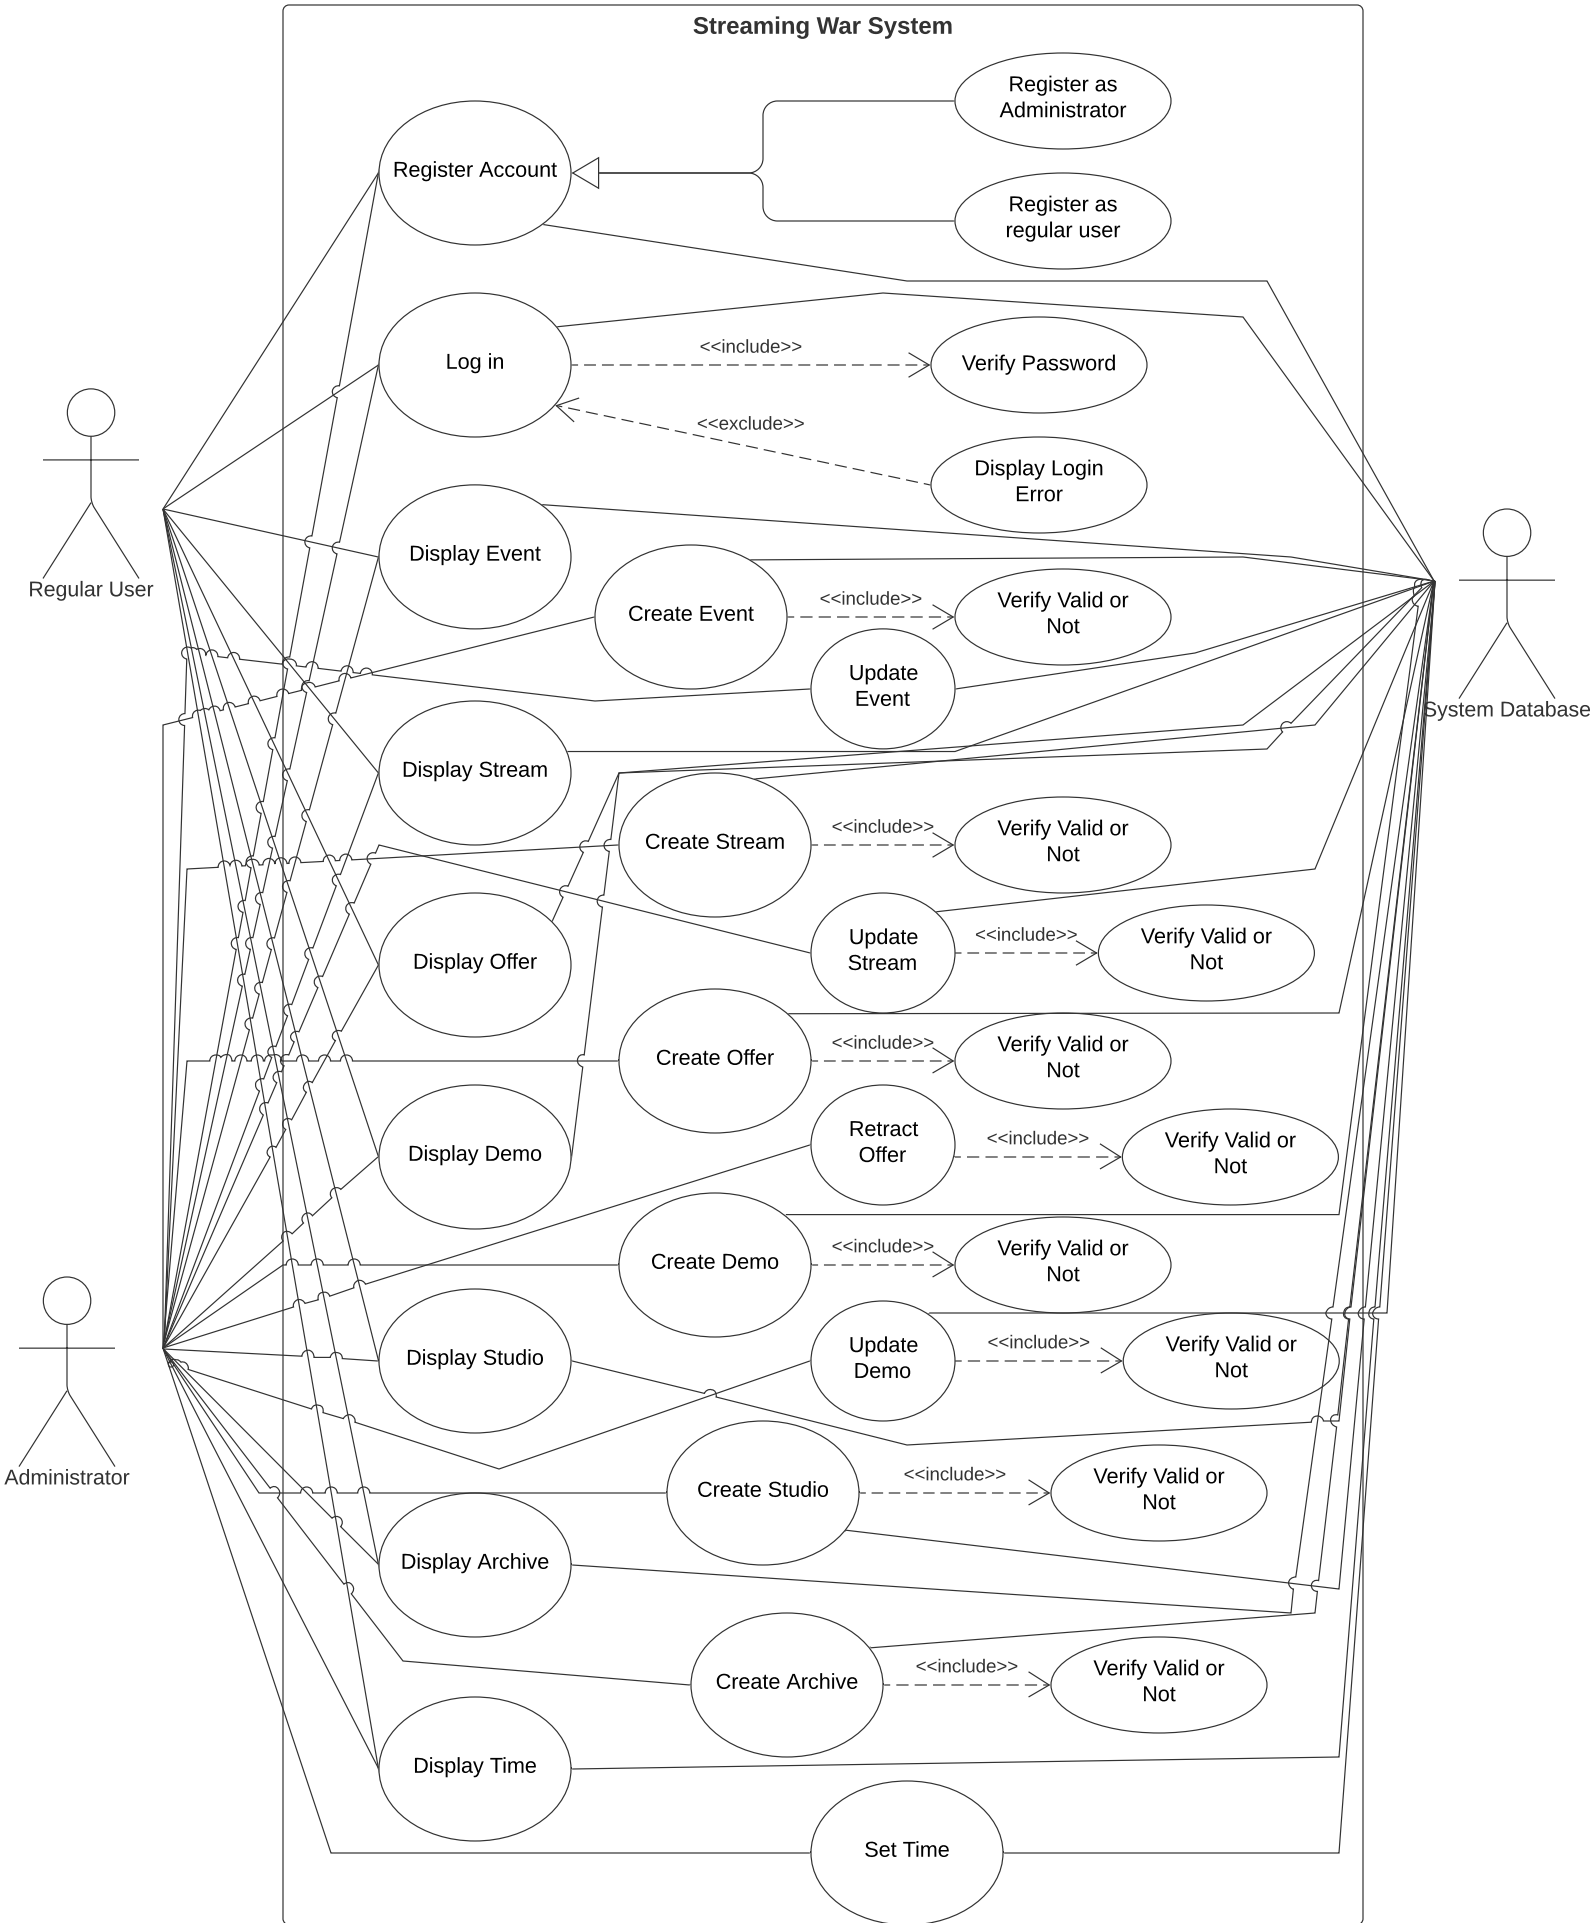 Streaming War System
Register as
Administrator
Register Account
Register as
regular user
Log in
<<include>>
Verify Password
<<exclude>>
Display Login
Error
Regular User
Display Event
Create Event
<<include>>
Verify Valid or
Not
Update
Event
System Database
Display Stream
Create Stream
<<include>>
Verify Valid or
Not
Update
Stream
<<include>>
Verify Valid or
Not
Display Offer
Create Offer
<<include>>
Verify Valid or
Not
Retract
Offer
<<include>>
Verify Valid or
Not
Display Demo
Create Demo
<<include>>
Verify Valid or
Not
Update
Demo
<<include>>
Verify Valid or
Not
Display Studio
Administrator
Create Studio
<<include>>
Verify Valid or
Not
Display Archive
Create Archive
<<include>>
Verify Valid or
Not
Display Time
Set Time